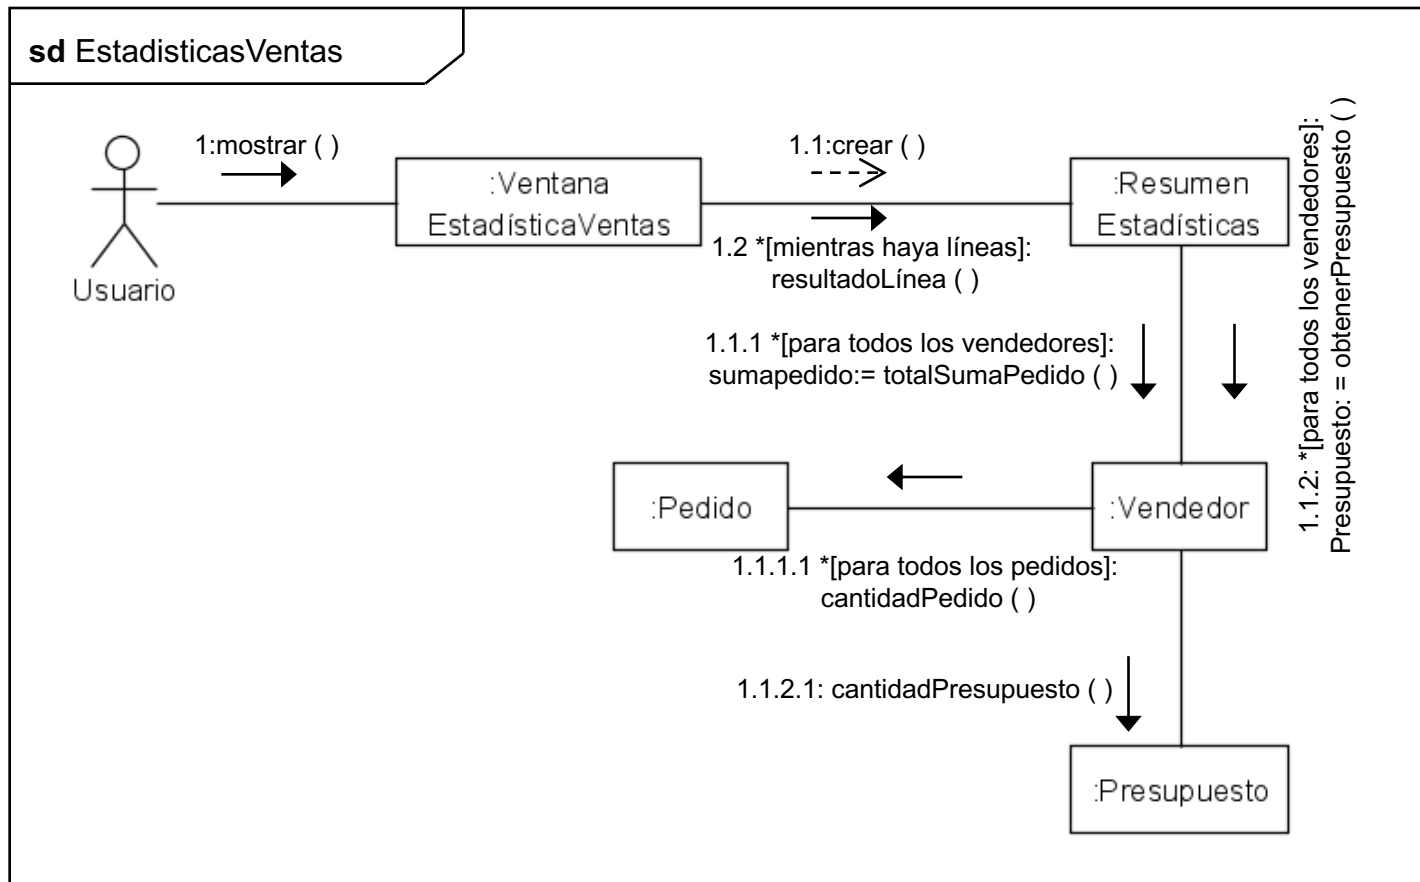 sd EstadisticasVentas
1:mostrar ( )
1.1:crear ( )
:Ventana
EstadísticaVentas
:Resumen
Estadísticas
Usuario
1.2 *[mientras haya líneas]:
resultadoLínea ( )
1.1.1 *[para todos los vendedores]:
sumapedido:= totalSumaPedido ( )
1.1.2: *[para todos los vendedores]:
Presupuesto: = obtenerPresupuesto ( )
:Pedido
:Vendedor
1.1.1.1 *[para todos los pedidos]:
cantidadPedido ( )
1.1.2.1: cantidadPresupuesto ( )
:Presupuesto